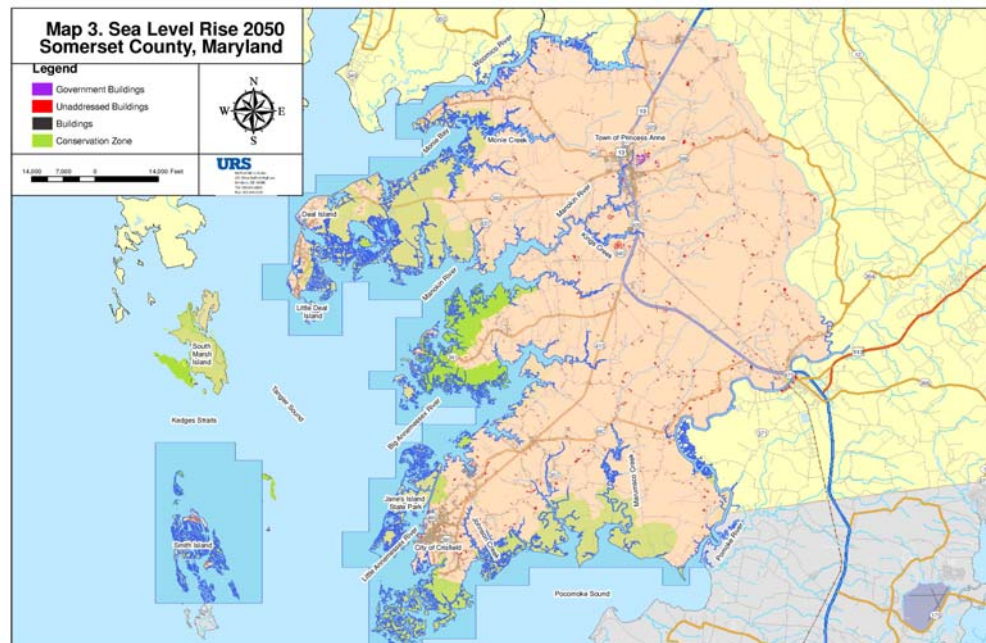 Map 3. Sea Level Rise 2050
Somerset County, Maryland
Legend
Government Buildings
Unaddressed Buildings
Buildings
Conservation Zone
N
W
E
S
14,000
7,000
0
14,000 Feet
URS
Wicomico River
Monie Bay
Monie Creek
Town of Princess Anne
13
13
Deal Island
Manokin River
Kings Creek
Little Deal
Island
Manokin River
South
Marsh
Island
Tangier Sound
Kedges Straits
Big Annemessex River
Jane's Island
State Park
Marumsco Creek
Smith Island
Little Annemessex River
City of Crisfield
Johnson Creek
Pocomoke Sound